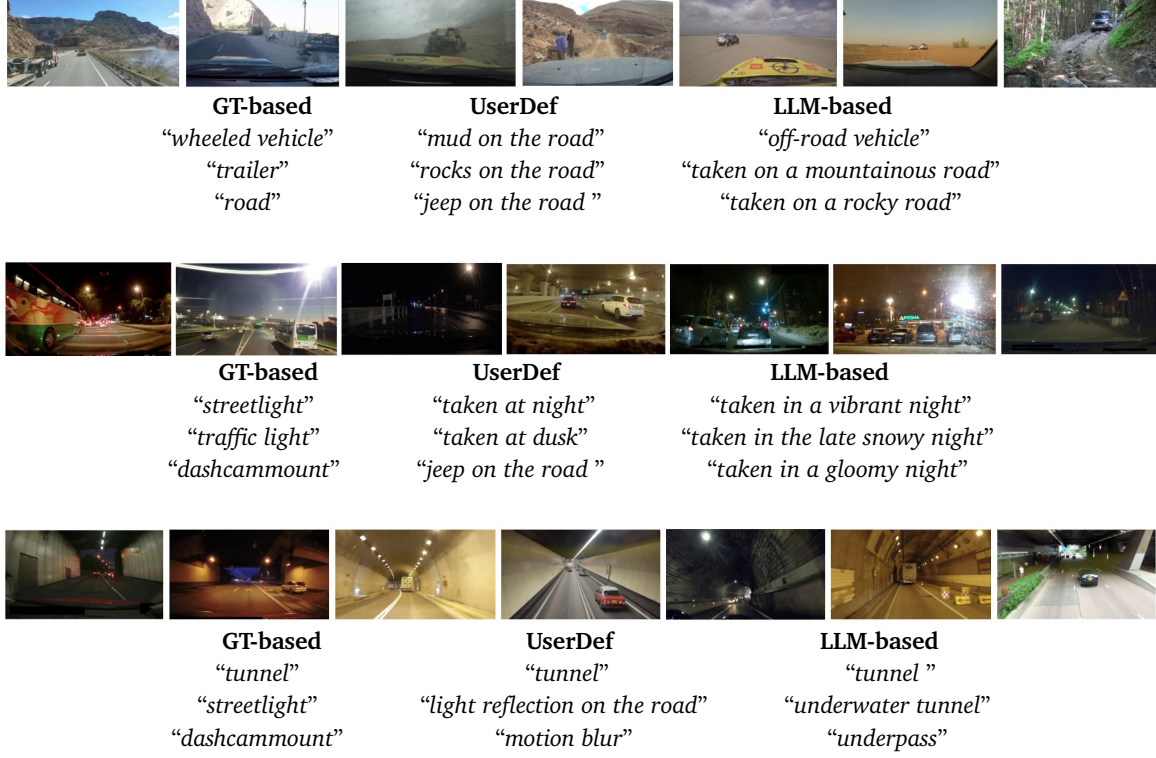 GT-based UserDef LLM-based
“wheeled vehicle” “mud on the road” “off-road vehicle”
“trailer” “rocks on the road” “taken on a mountainous road”
“road” “jeep on the road ” “taken on a rocky road”
GT-based UserDef LLM-based
“streetlight” “taken at night” “taken in a vibrant night”
“traffic light” “taken at dusk” “taken in the late snowy night”
“dashcammount” “jeep on the road ” “taken in a gloomy night”
GT-based UserDef LLM-based
“tunnel” “tunnel” “tunnel ”
“streetlight” “light reflection on the road” “underwater tunnel”
“dashcammount” “motion blur” “underpass”